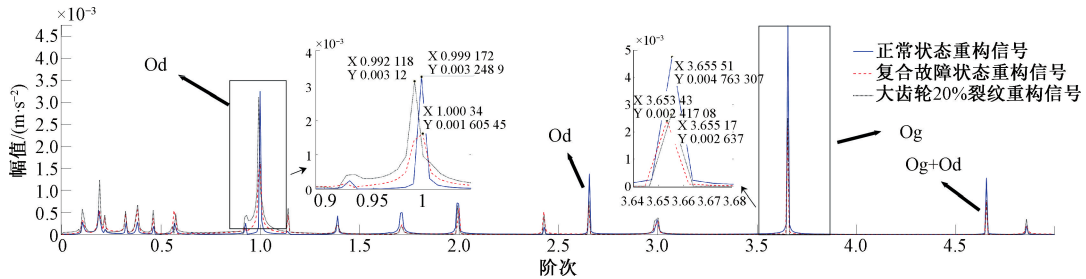 ×10⁻³
4.5
4.0
3.5
3.0
2.5
2.0
1.5
1.0
0.5
0
幅值/(m·s⁻²)
0.5
1.0
1.5
2.0
2.5
3.0
3.5
4.0
4.5
阶次
Od
×10⁻³
4
3
2
1
0
0.9
0.95
1
X 0.992 118
Y 0.003 12
X 0.999 172
Y 0.003 248 9
X 1.000 34
Y 0.001 605 45
Od
×10⁻³
5
4
3
2
1
0
3.64 3.65 3.66 3.67 3.68
X 3.655 51
Y 0.004 763 307
X 3.653 43
Y 0.002 417 08
X 3.655 17
Y 0.002 637
Og
Og+Od
正常状态重构信号
复合故障状态重构信号
大齿轮20%裂纹重构信号